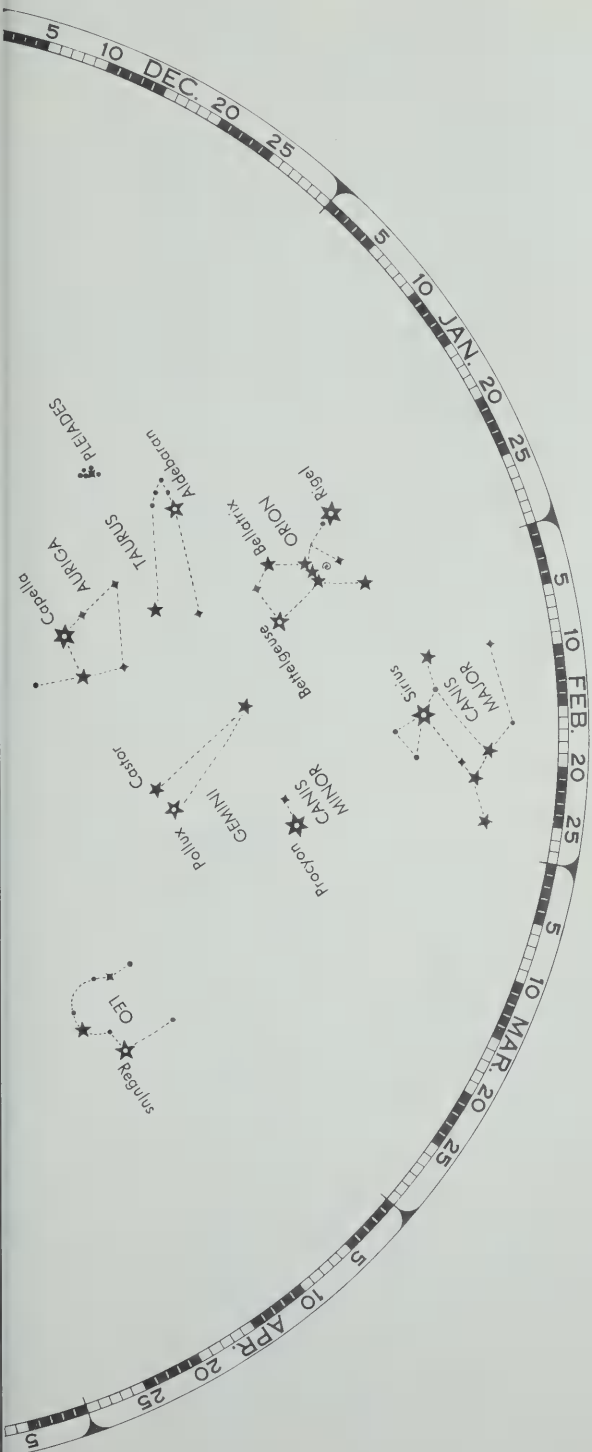 5
10
DEC.
20
25
5
10
JAN.
20
25
5
10
FEB.
20
25
5
10
MAR.
20
25
5
10
APR.
20
25
5
PLEIADES
Aldebaran
TAURUS
AURIGA
Capella
Bellatrix
ORION
Rigel
Beltelgeuse
Sirius
CANIS
MAJOR
Castor
Pollux
GEMINI
CANIS
MINOR
Procyon
LEO
Regulus